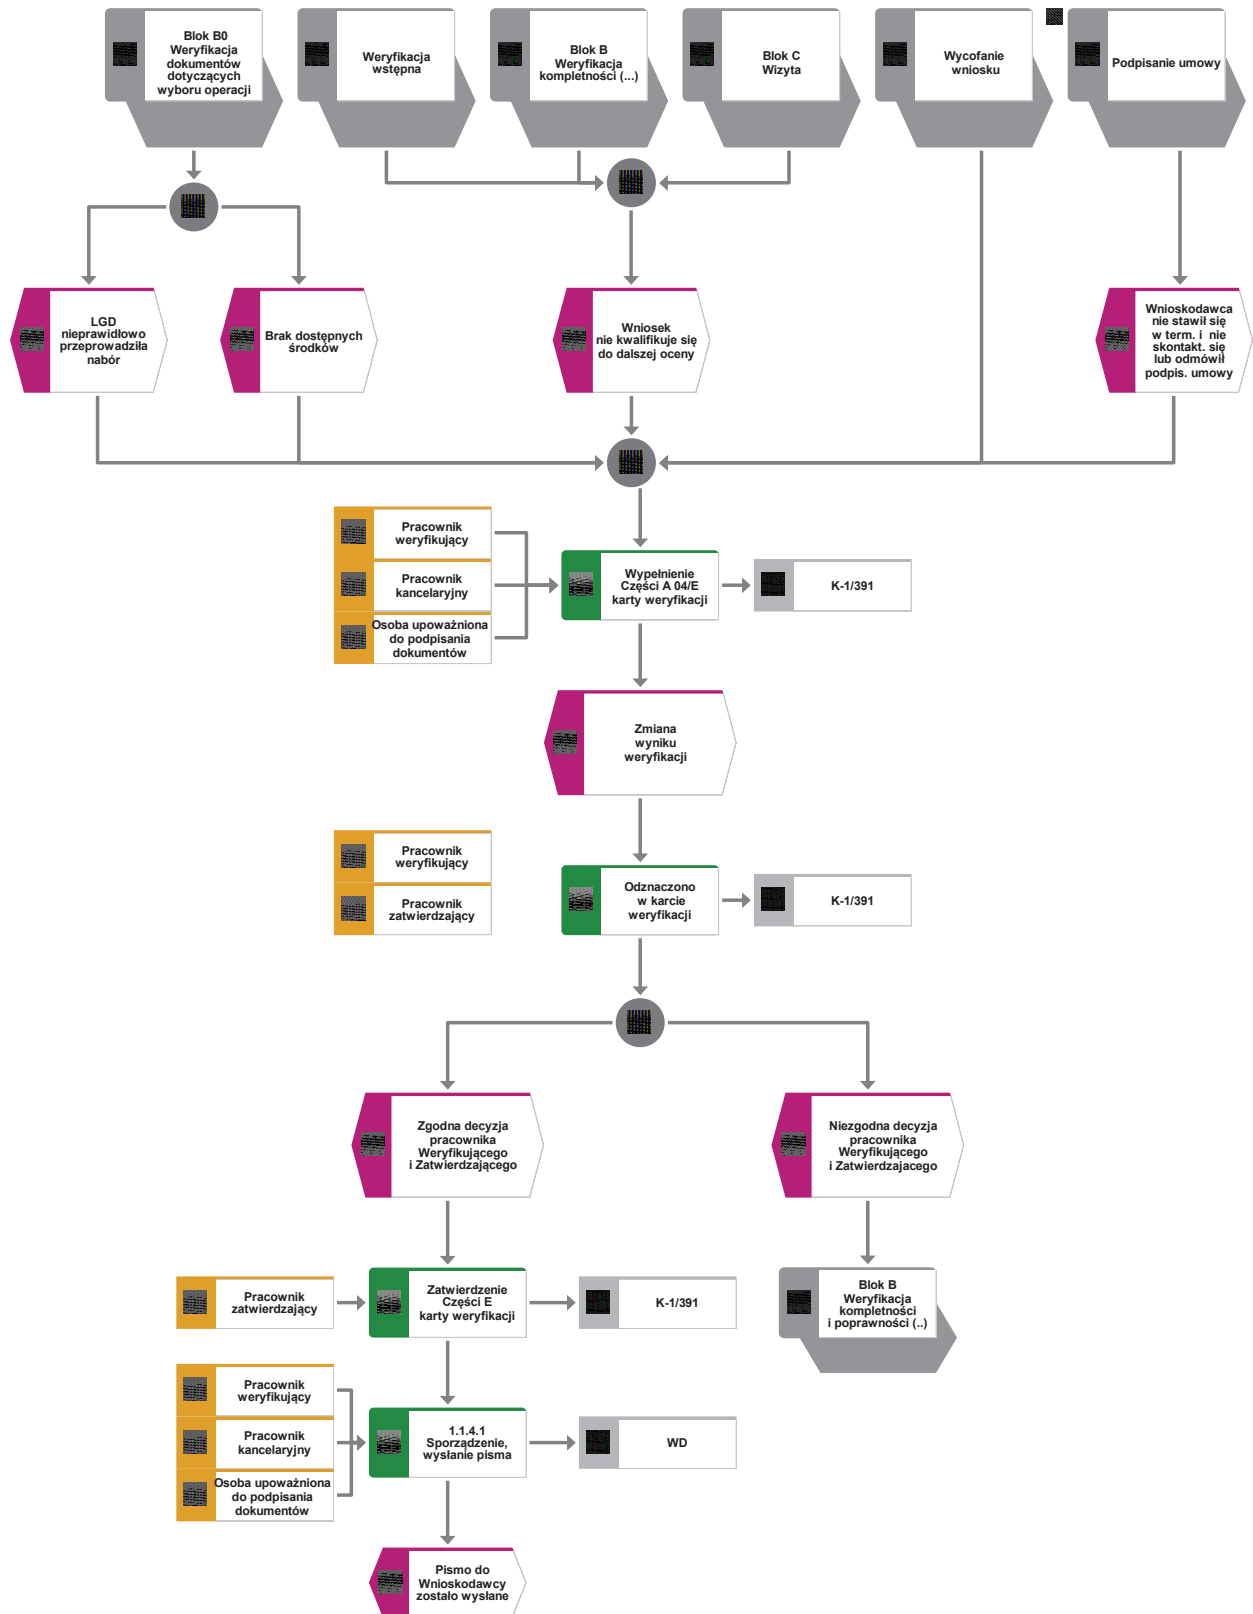 Blok B0
Weryfikacja
dokumentów
dotyczących
wyboru operacji
Weryfikacja
wstępna
Blok B
Weryfikacja
kompletności (...)
Blok C
Wizyta
Wycofanie
wniosku
Podpisanie umowy
LGD
nieprawidłowo
przeprowadziła
nabór
Brak dostępnych
środków
Wniosek
nie kwalifikuje się
do dalszej oceny
Wnioskodawca
nie stawił się
w term. i nie
skontakt. się
lub odmówił
podpis. umowy
Pracownik
weryfikujący
Pracownik
kancelaryjny
Osoba upoważniona
do podpisania
dokumentów
Wypełnienie
Części A 04/E
karty weryfikacji
K-1/391
Zmiana
wyniku
weryfikacji
Pracownik
weryfikujący
Pracownik
zatwierdzający
Odznaczono
w karcie
weryfikacji
K-1/391
Zgodna decyzja
pracownika
Weryfikującego
i Zatwierdzającego
Niezgodna decyzja
pracownika
Weryfikującego
i Zatwierdzajacego
Pracownik
zatwierdzający
Zatwierdzenie
Części E
karty weryfikacji
K-1/391
Blok B
Weryfikacja
kompletności
i poprawności (..)
Pracownik
weryfikujący
Pracownik
kancelaryjny
Osoba upoważniona
do podpisania
dokumentów
1.1.4.1
Sporządzenie,
wysłanie pisma
WD
Pismo do
Wnioskodawcy
zostało wysłane